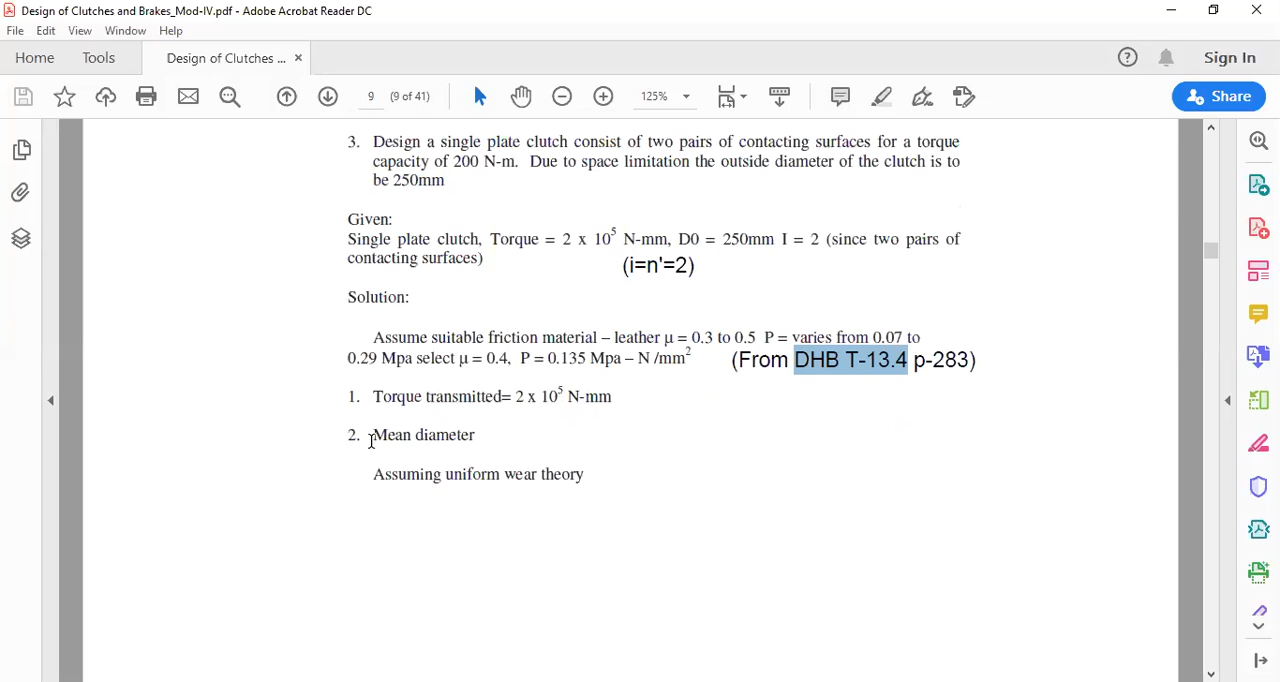 Design of Clutches and Brakes_Mod-IV.pdf - Adobe Acrobat Reader DC
File Edit View Window Help
Home Tools Design of Clutches ... × Sign In
9 (9 of 41) 125% Share
3. Design a single plate clutch consist of two pairs of contacting surfaces for a torque
capacity of 200 N-m. Due to space limitation the outside diameter of the clutch is to
be 250mm
Given:
Single plate clutch, Torque = 2 x 10⁵ N-mm, D0 = 250mm I = 2 (since two pairs of
contacting surfaces)
(i=n'=2)
Solution:
Assume suitable friction material – leather μ = 0.3 to 0.5 P = varies from 0.07 to
0.29 Mpa select μ = 0.4, P = 0.135 Mpa – N /mm² (From DHB T-13.4 p-283)
1. Torque transmitted= 2 x 10⁵ N-mm
2. Mean diameter
Assuming uniform wear theory